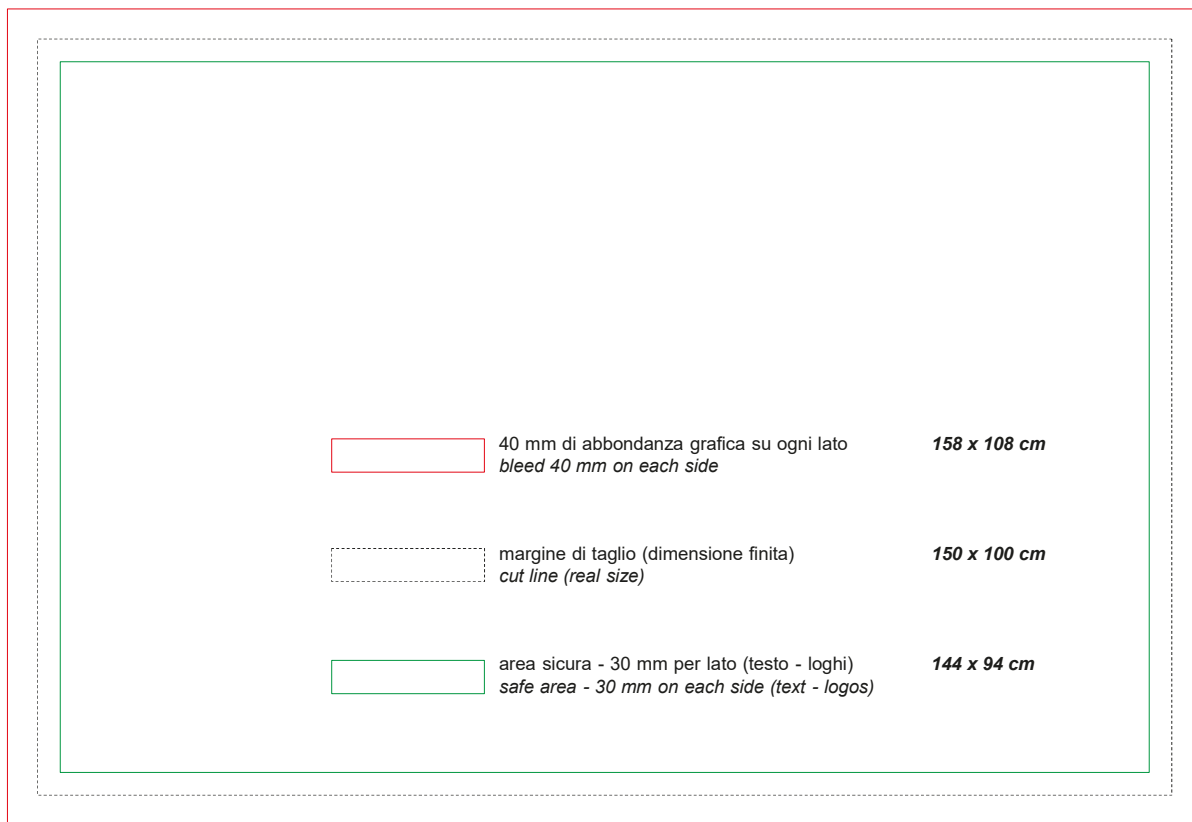 40 mm di abbondanza grafica su ogni lato
bleed 40 mm on each side
158 x 108 cm
margine di taglio (dimensione finita)
cut line (real size)
150 x 100 cm
area sicura - 30 mm per lato (testo - loghi)
safe area - 30 mm on each side (text - logos)
144 x 94 cm